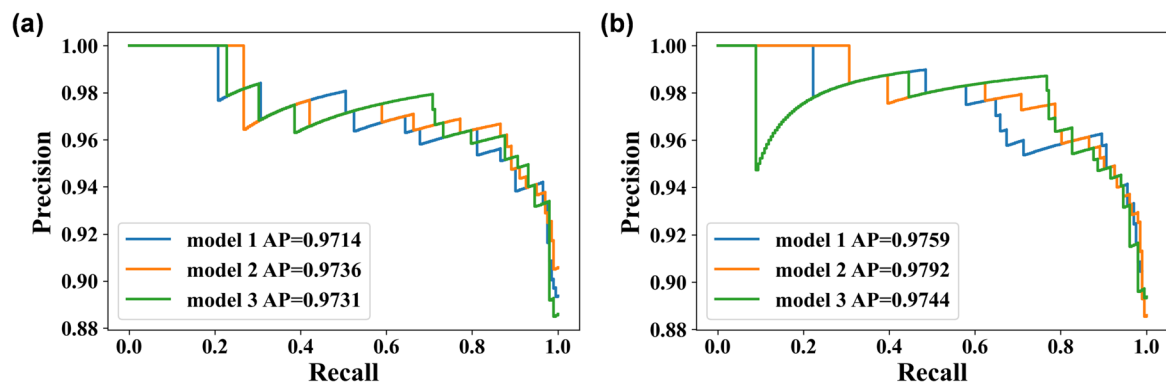 (a)
1.00
0.98
0.96
0.94
0.92
0.90
0.88
Precision
model 1 AP=0.9714
model 2 AP=0.9736
model 3 AP=0.9731
0.0 0.2 0.4 0.6 0.8 1.0
Recall
(b)
1.00
0.98
0.96
0.94
0.92
0.90
0.88
Precision
model 1 AP=0.9759
model 2 AP=0.9792
model 3 AP=0.9744
0.0 0.2 0.4 0.6 0.8 1.0
Recall